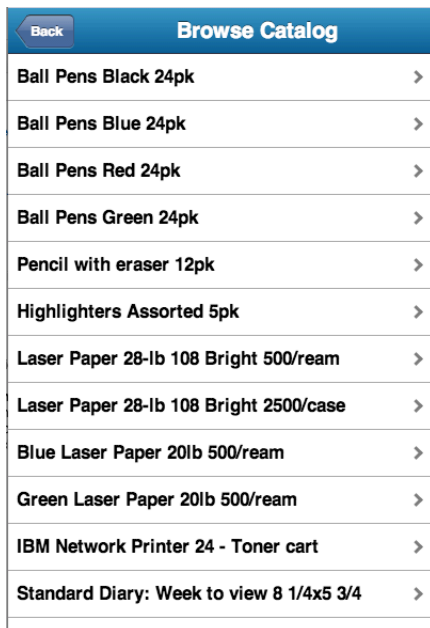 Back
Browse Catalog
Ball Pens Black 24pk
Ball Pens Blue 24pk
Ball Pens Red 24pk
Ball Pens Green 24pk
Pencil with eraser 12pk
Highlighters Assorted 5pk
Laser Paper 28-lb 108 Bright 500/ream
Laser Paper 28-lb 108 Bright 2500/case
Blue Laser Paper 20lb 500/ream
Green Laser Paper 20lb 500/ream
IBM Network Printer 24 - Toner cart
Standard Diary: Week to view 8 1/4x5 3/4